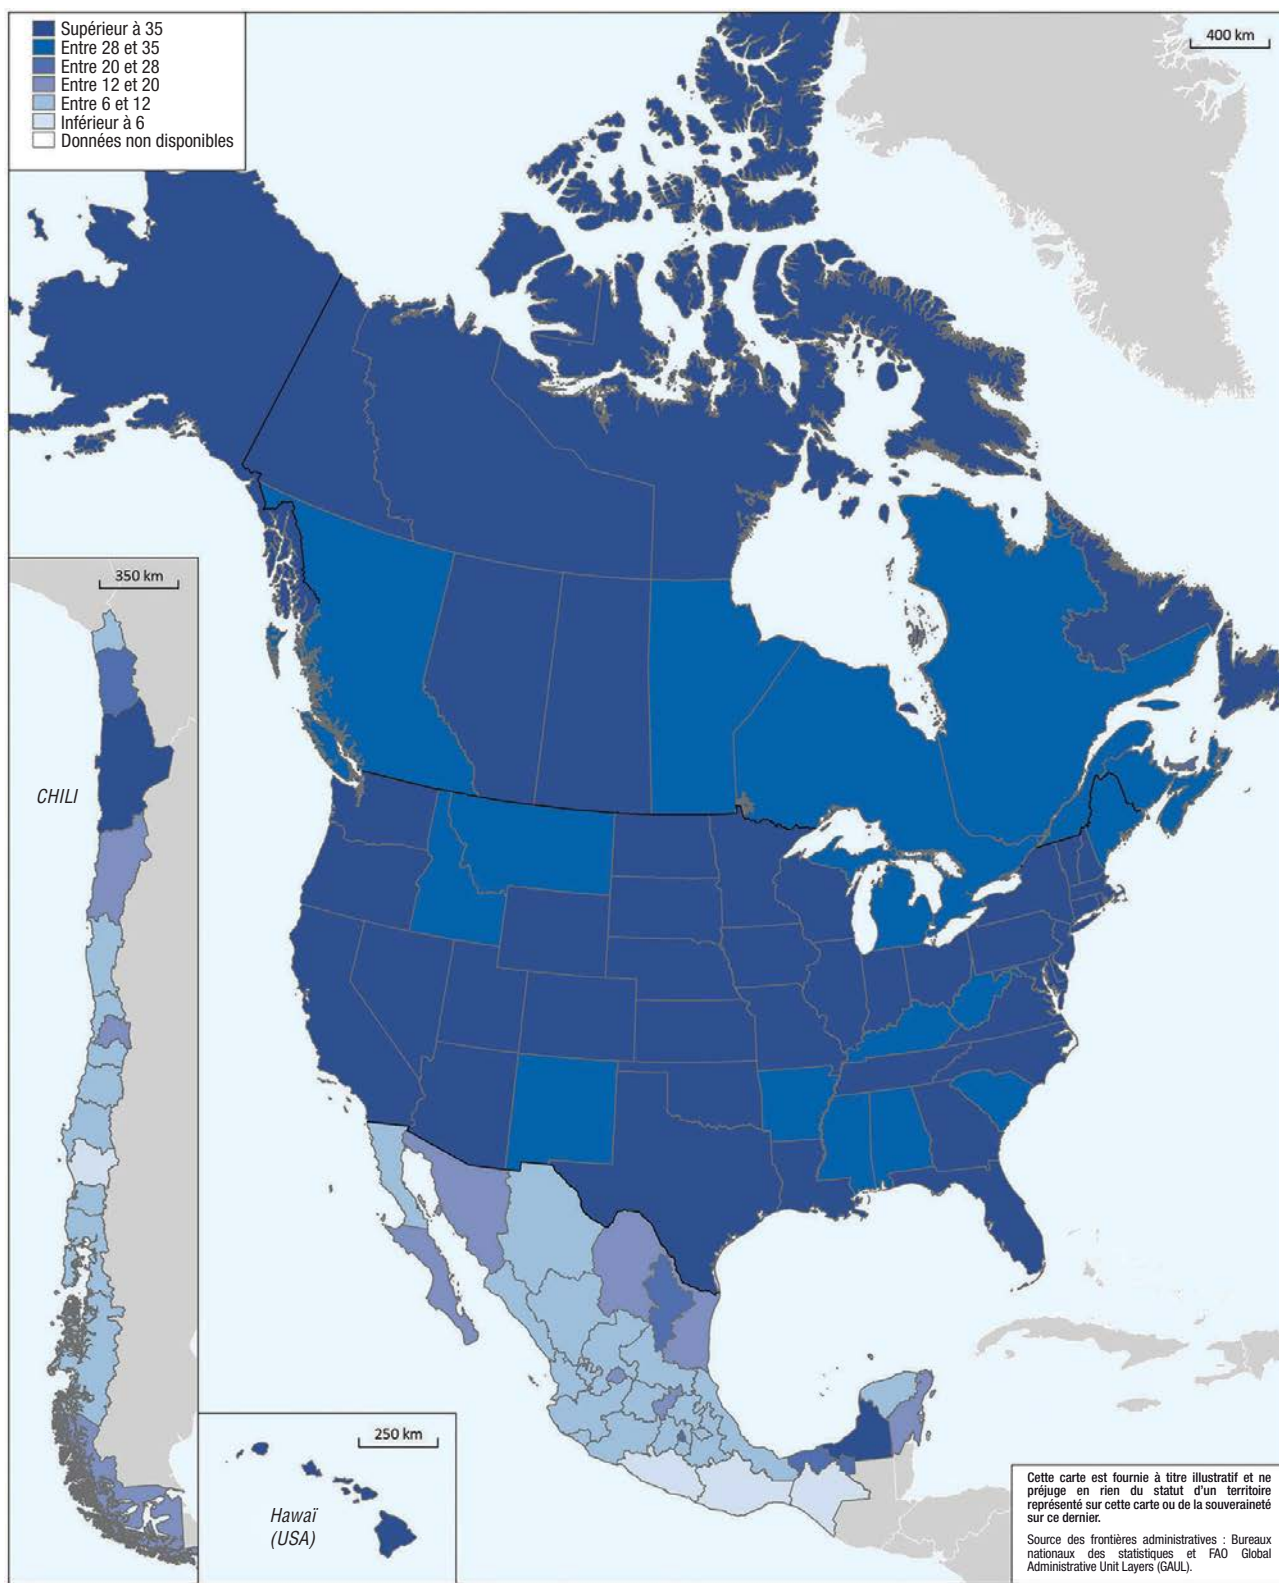 Supérieur à 35
Entre 28 et 35
Entre 20 et 28
Entre 12 et 20
Entre 6 et 12
Inférieur à 6
Données non disponibles
400 km
350 km
CHILI
250 km
Hawaï
(USA)
Cette carte est fournie à titre illustratif et ne
préjuge en rien du statut d'un territoire
représenté sur cette carte ou de la souveraineté
sur ce dernier.
Source des frontières administratives : Bureaux
nationaux des statistiques et FAO Global
Administrative Unit Layers (GAUL).